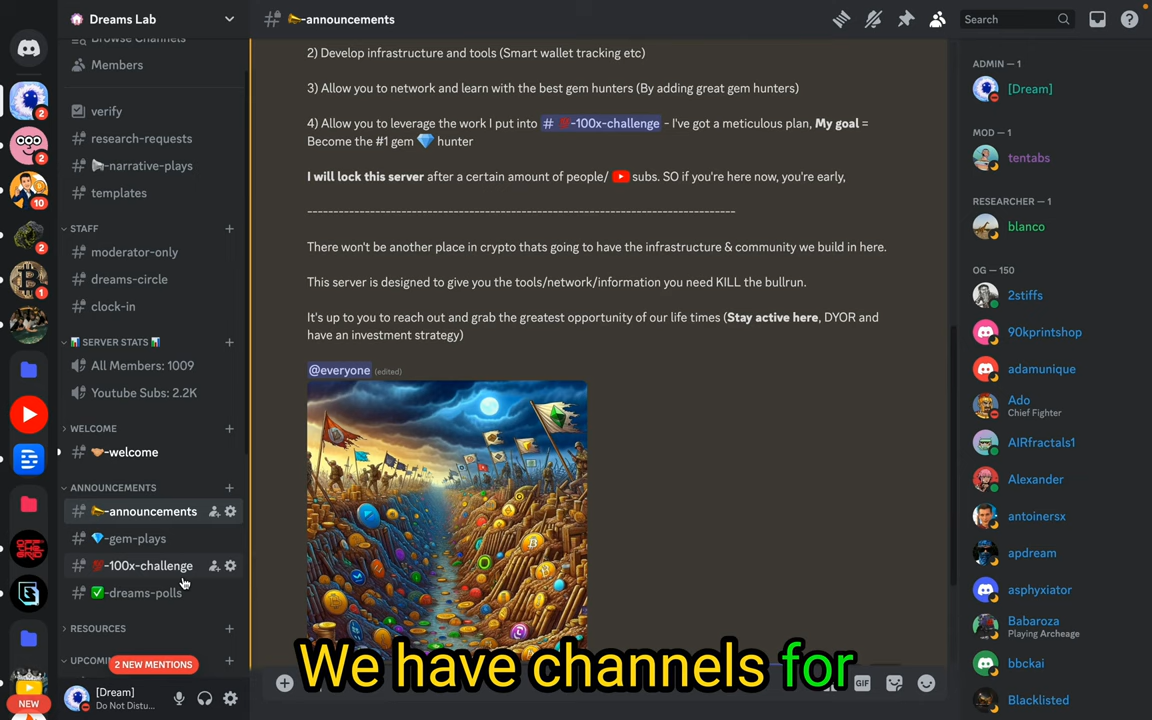 Dreams Lab
Browse Channels
Members
verify
research-requests
-narrative-plays
templates
STAFF
moderator-only
dreams-circle
clock-in
SERVER STATS
All Members: 1009
Youtube Subs: 2.2K
WELCOME
-welcome
ANNOUNCEMENTS
-announcements
-gem-plays
-100x-challenge
-dreams-polls
RESOURCES
2 NEW MENTIONS
[Dream]
Do Not Distu...
2
2
10
2
1
NEW
-announcements
2) Develop infrastructure and tools (Smart wallet tracking etc)
3) Allow you to network and learn with the best gem hunters (By adding great gem hunters)
4) Allow you to leverage the work I put into # 💯-100x-challenge - I've got a meticulous plan, My goal =
Become the #1 gem 💎 hunter
I will lock this server after a certain amount of people/ subs. SO if you're here now, you're early,
--------------------------------------------------------------------------------------
There won't be another place in crypto thats going to have the infrastructure & community we build in here.
This server is designed to give you the tools/network/information you need KILL the bullrun.
It's up to you to reach out and grab the greatest opportunity of our life times (Stay active here, DYOR and
have an investment strategy)
@everyone (edited)
We have channels for
GIF
Search
ADMIN — 1
[Dream]
MOD — 1
tentabs
RESEARCHER — 1
blanco
OG — 150
2stiffs
90kprintshop
adamunique
Ado
Chief Fighter
AIRfractals1
Alexander
antoinersx
apdream
asphyxiator
Babaroza
Playing Archeage
bbckai
Blacklisted